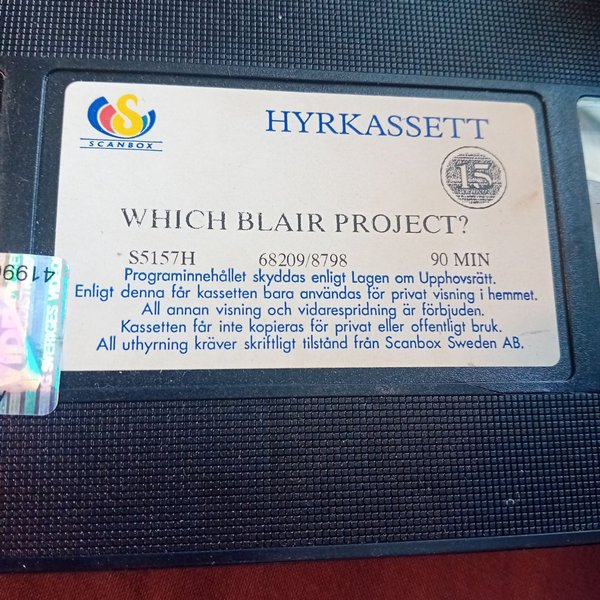 SCANBOX
HYRKASSETT
15
WHICH BLAIR PROJECT?
S5157H 68209/8798 90 MIN
Programinnehållet skyddas enligt Lagen om Upphovsrätt.
Enligt denna får kassetten bara användas för privat visning i hemmet.
All annan visning och vidarespridning är förbjuden.
Kassetten får inte kopieras för privat eller offentligt bruk.
All uthyrning kräver skriftligt tilstånd från Scanbox Sweden AB.
4199
SVERIGES